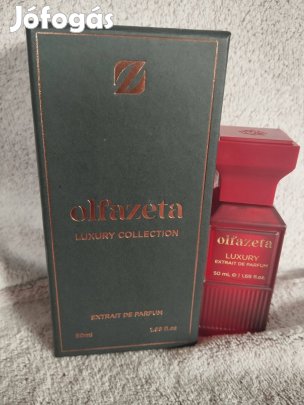 Jófogás
Z
olfazeta
LUXURY COLLECTION
EXTRAIT DE PARFUM
50ml 1.69 fl.oz
olfazeta
LUXURY
EXTRAIT DE PARFUM
50 mL ℮ | 1,69 fl.oz